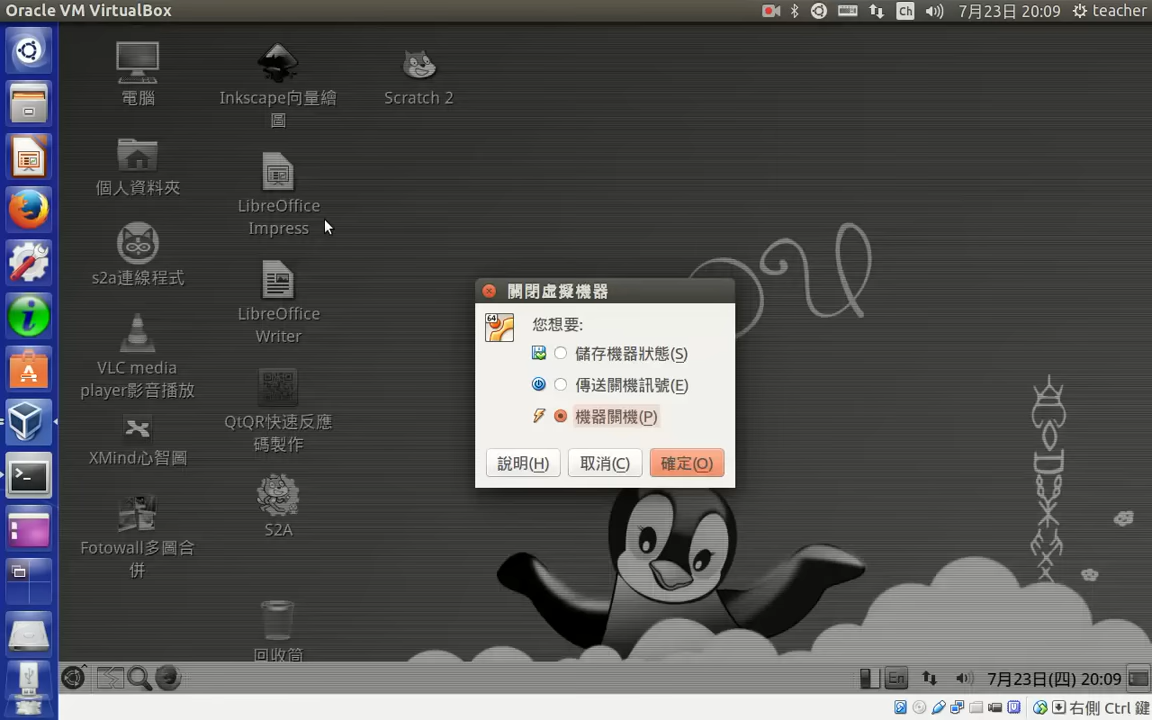 Oracle VM VirtualBox
Ch
7月23日 20:09
teacher
電腦
Inkscape向量繪
圖
Scratch 2
個人資料夾
LibreOffice
Impress
s2a連線程式
LibreOffice
Writer
VLC media
player影音播放
QtQR快速反應
碼製作
XMind心智圖
S2A
Fotowall多圖合
併
回收筒
關閉虛擬機器
64
您想要:
儲存機器狀態(S)
傳送關機訊號(E)
機器關機(P)
說明(H)
取消(C)
確定(O)
En
7月23日(四) 20:09
右側 Ctrl 鍵